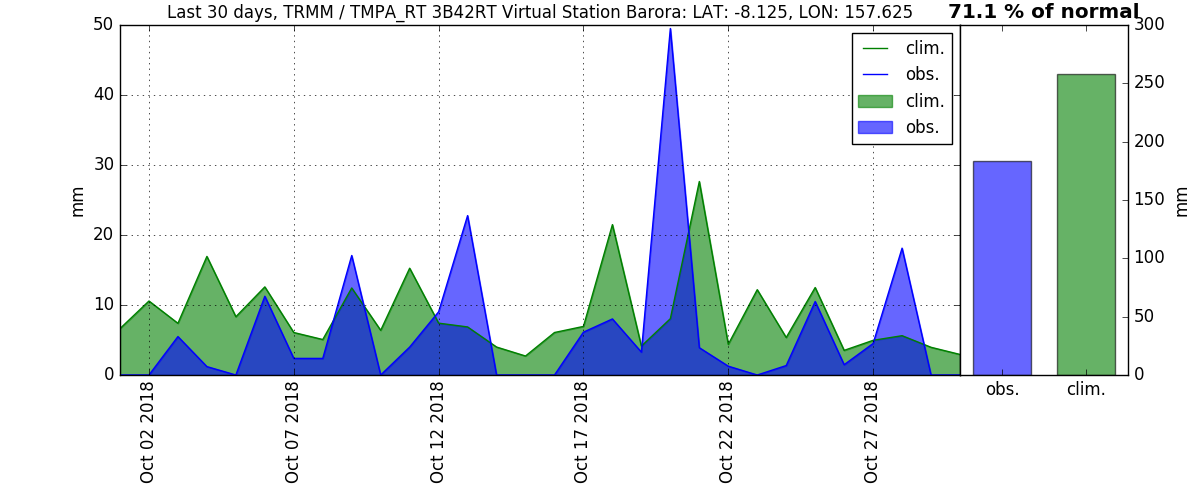 Last 30 days, TRMM / TMPA_RT 3B42RT Virtual Station Barora: LAT: -8.125, LON: 157.625
71.1 % of normal
50
40
30
20
10
0
mm
clim.
obs.
clim.
obs.
Oct 02 2018
Oct 07 2018
Oct 12 2018
Oct 17 2018
Oct 22 2018
Oct 27 2018
300
250
200
150
100
50
0
mm
obs.
clim.